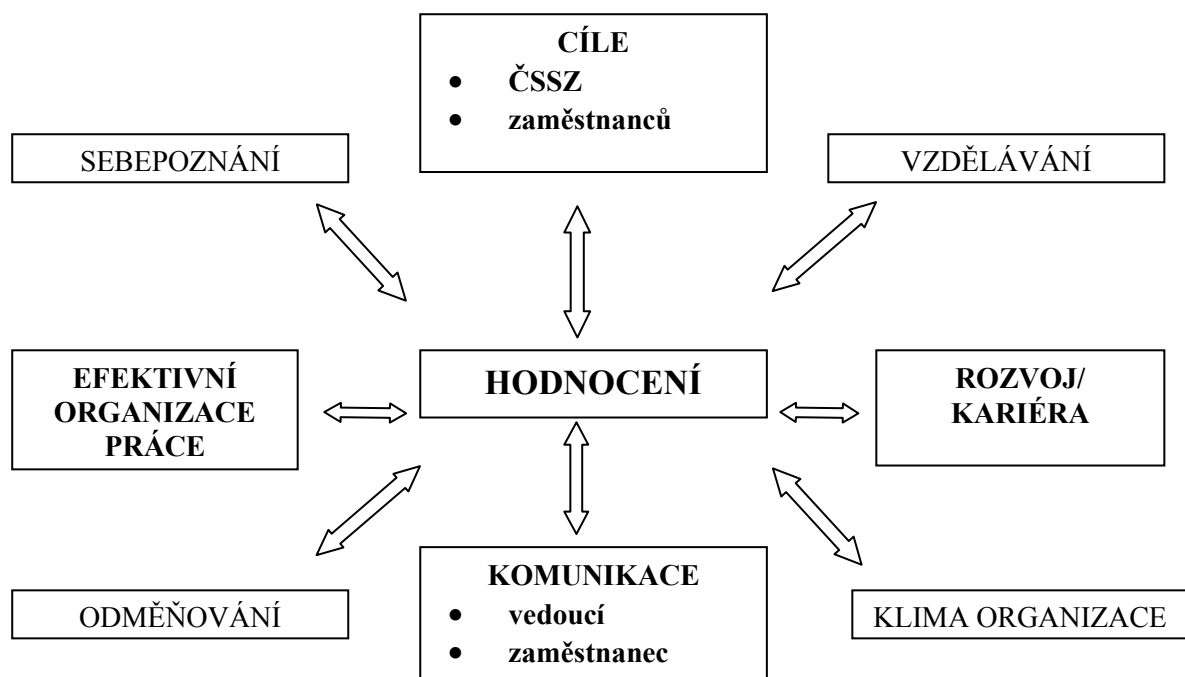 CÍLE
• ČSSZ
• zaměstnanců
SEBEPOZNÁNÍ
VZDĚLÁVÁNÍ
EFEKTIVNÍ
ORGANIZACE
PRÁCE
HODNOCENÍ
ROZVOJ/
KARIÉRA
ODMĚŇOVÁNÍ
KOMUNIKACE
• vedoucí
• zaměstnanec
KLIMA ORGANIZACE